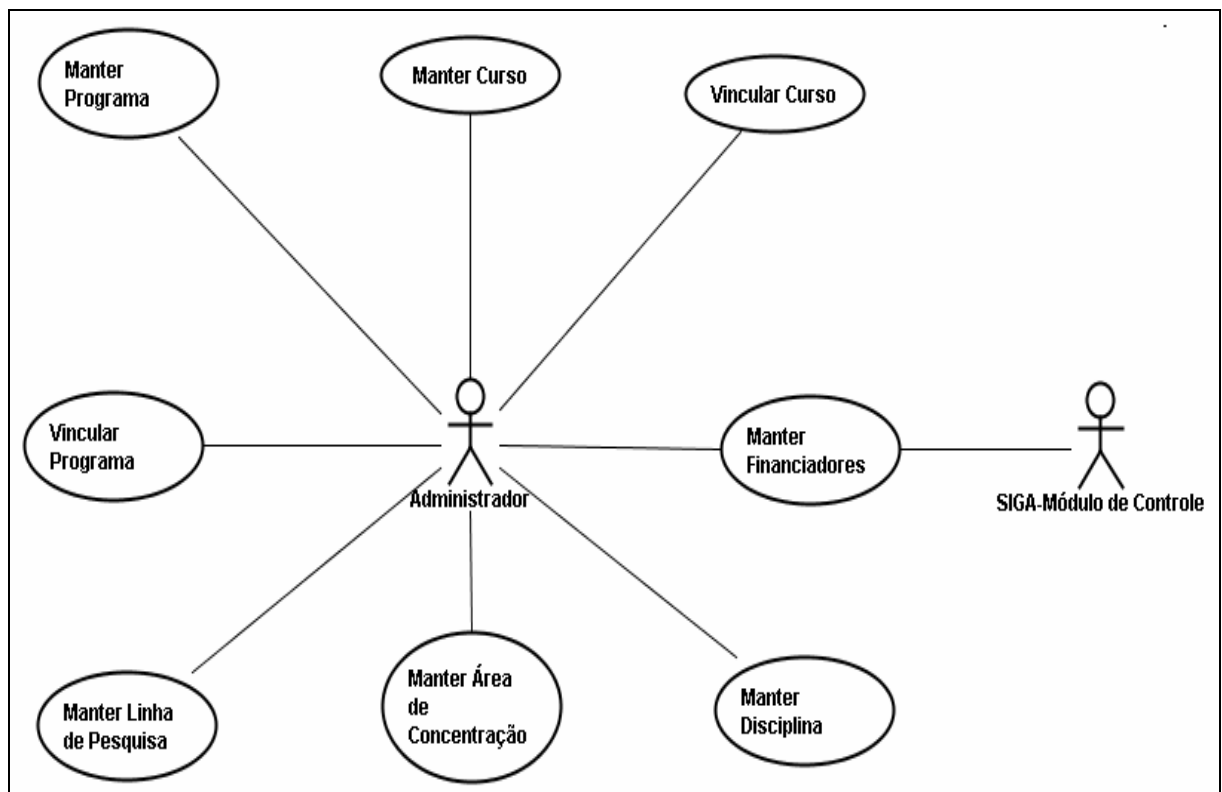 Manter
Programa
Manter Curso
Vincular Curso
Vincular
Programa
Administrador
Manter
Financiadores
SIGA-Módulo de Controle
Manter Linha
de Pesquisa
Manter Área
de
Concentração
Manter
Disciplina